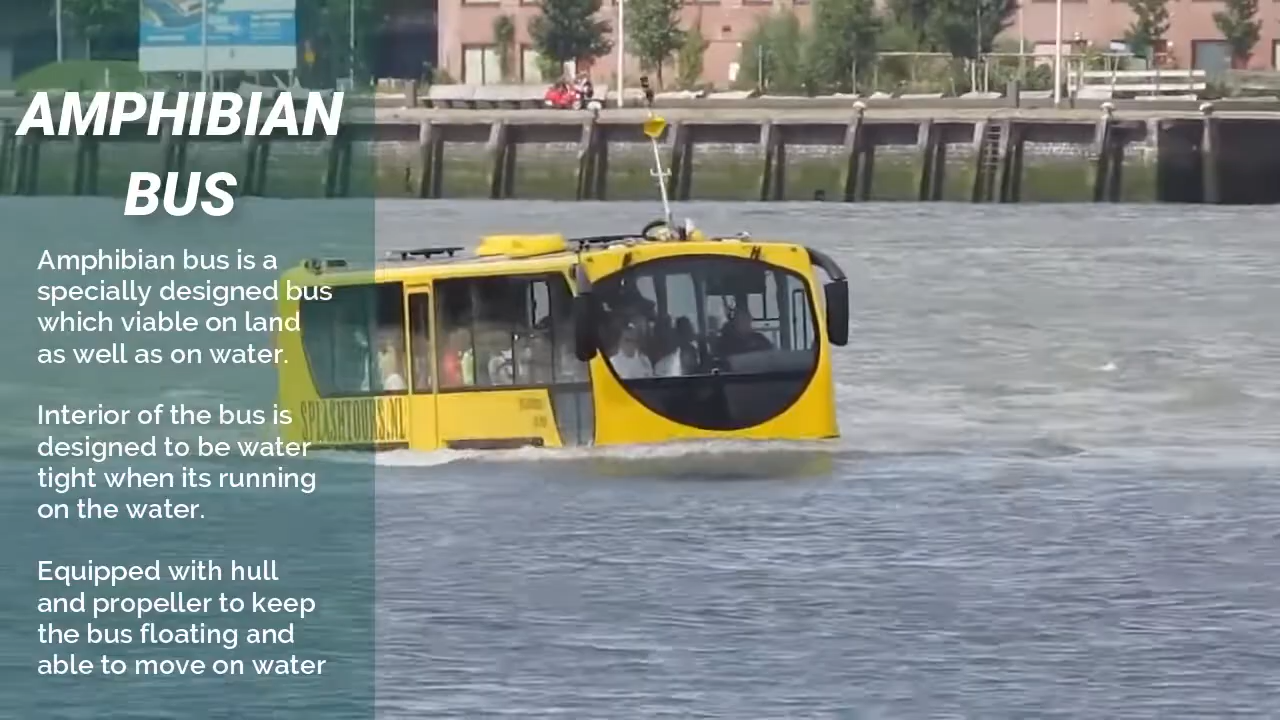 AMPHIBIAN
BUS
Amphibian bus is a
specially designed bus
which viable on land
as well as on water.
Interior of the bus is
designed to be water
tight when its running
on the water.
Equipped with hull
and propeller to keep
the bus floating and
able to move on water
SPLASHTOURS.NL